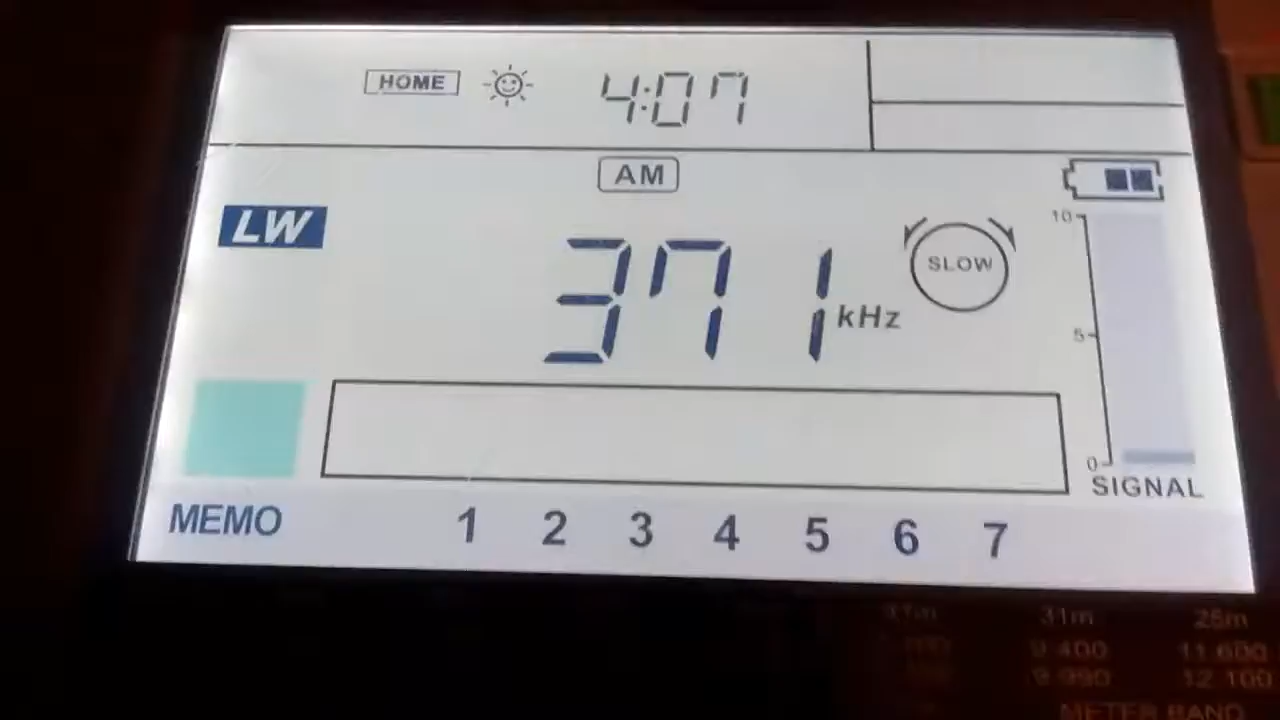 HOME 4:07
AM
LW
371 kHz
SLOW
10
5
0
SIGNAL
MEMO 1 2 3 4 5 6 7
31m 25m
9.400 11.600
9.990 12.100
METER BAND